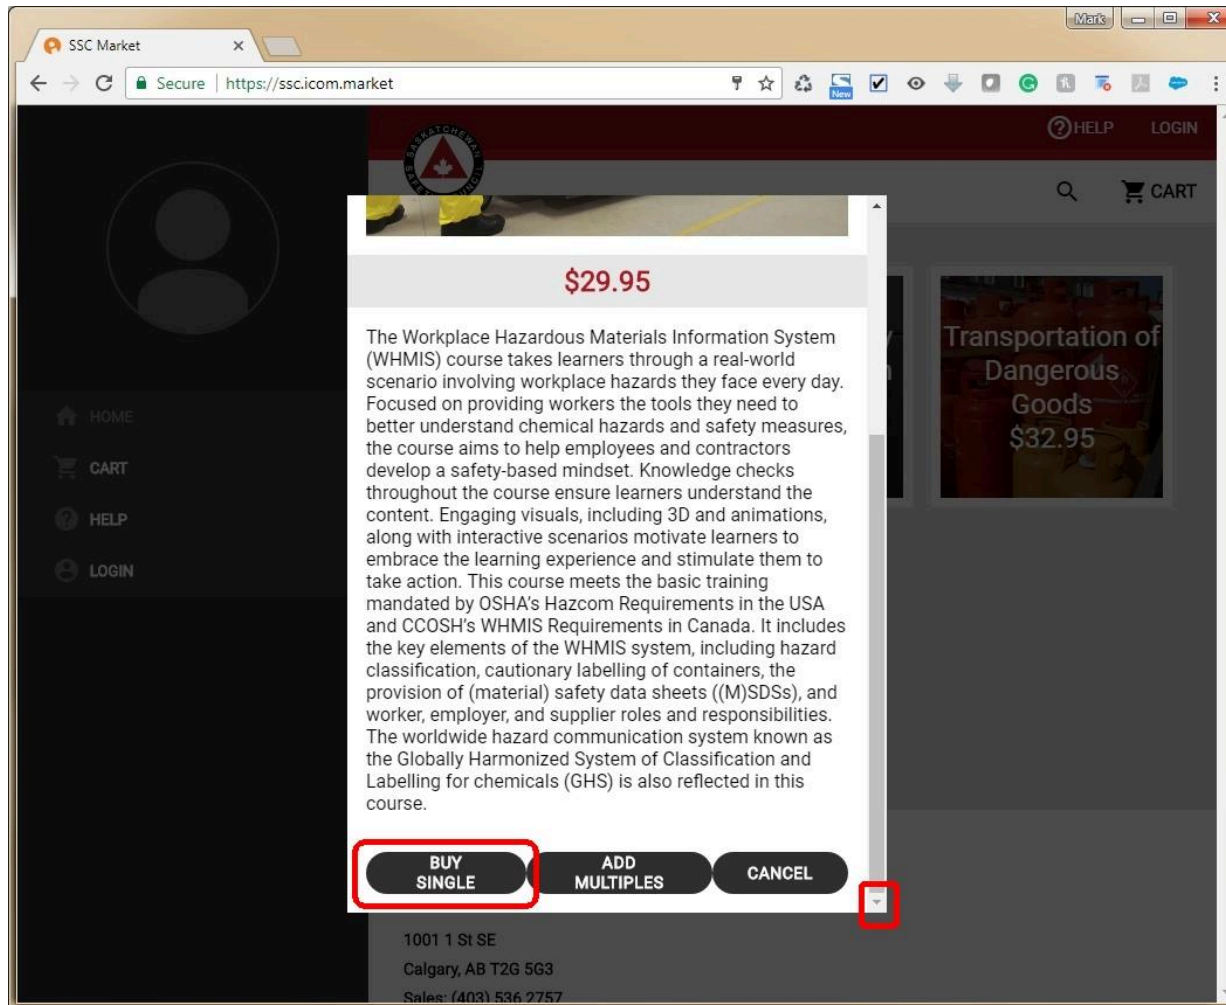 Mark
SSC Market
Secure
https://ssc.icom.market
New
HELP
LOGIN
SASKATCHEWAN
CART
HOME
CART
HELP
LOGIN
$29.95
The Workplace Hazardous Materials Information System
(WHMIS) course takes learners through a real-world
scenario involving workplace hazards they face every day.
Focused on providing workers the tools they need to
better understand chemical hazards and safety measures,
the course aims to help employees and contractors
develop a safety-based mindset. Knowledge checks
throughout the course ensure learners understand the
content. Engaging visuals, including 3D and animations,
along with interactive scenarios motivate learners to
embrace the learning experience and stimulate them to
take action. This course meets the basic training
mandated by OSHA's Hazcom Requirements in the USA
and CCOSH's WHMIS Requirements in Canada. It includes
the key elements of the WHMIS system, including hazard
classification, cautionary labelling of containers, the
provision of (material) safety data sheets ((M)SDSs), and
worker, employer, and supplier roles and responsibilities.
The worldwide hazard communication system known as
the Globally Harmonized System of Classification and
Labelling for chemicals (GHS) is also reflected in this
course.
BUY
SINGLE
ADD
MULTIPLES
CANCEL
Transportation of
Dangerous
Goods
$32.95
1001 1 St SE
Calgary, AB T2G 5G3
Sales: (403) 536 2757